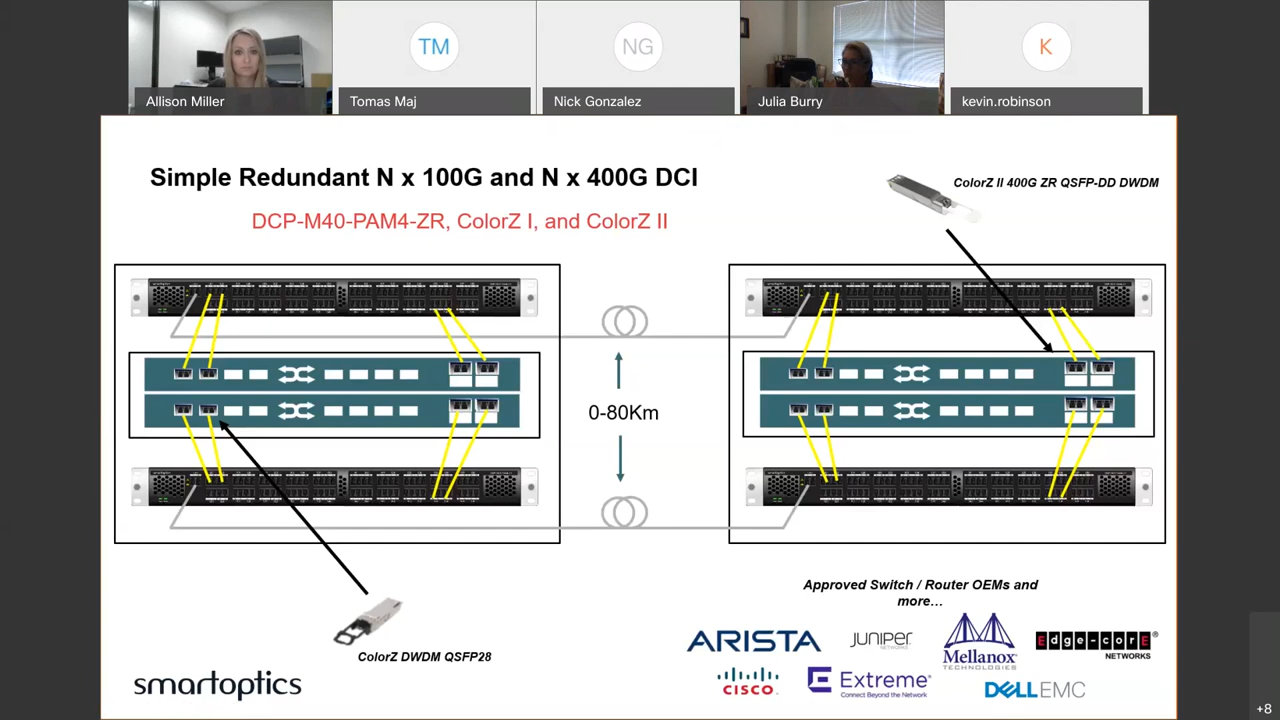 TM
NG
K
Allison Miller
Tomas Maj
Nick Gonzalez
Julia Burry
kevin.robinson
Simple Redundant N x 100G and N x 400G DCI
ColorZ II 400G ZR QSFP-DD DWDM
DCP-M40-PAM4-ZR, ColorZ I, and ColorZ II
0-80Km
Approved Switch / Router OEMs and
more…
ARISTA
JUNIPER
NETWORKS
Mellanox
TECHNOLOGIES
Edge-corE
NETWORKS
ColorZ DWDM QSFP28
smartoptics
CISCO
Extreme
Connect Beyond the Network
DELLEMC
+8